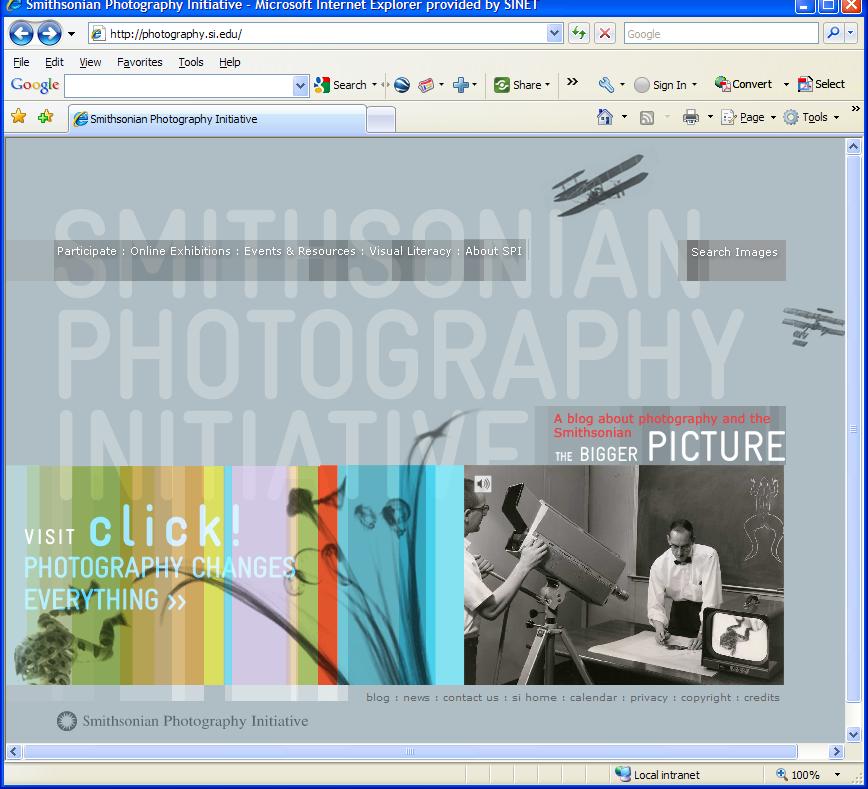 Smithsonian Photography Initiative - Microsoft Internet Explorer provided by SINET
http://photography.si.edu/
Google
File Edit View Favorites Tools Help
Google Search Share » Sign In Convert Select
Smithsonian Photography Initiative Page Tools »
SMITHSONIAN
Participate : Online Exhibitions : Events & Resources : Visual Literacy : About SPI
Search Images
PHOTOGRAPHY
INITIATIVE
A blog about photography and the
Smithsonian
THE BIGGER PICTURE
VISIT click!
PHOTOGRAPHY CHANGES
EVERYTHING >>
blog : news : contact us : si home : calendar : privacy : copyright : credits
Smithsonian Photography Initiative
Local intranet 100%